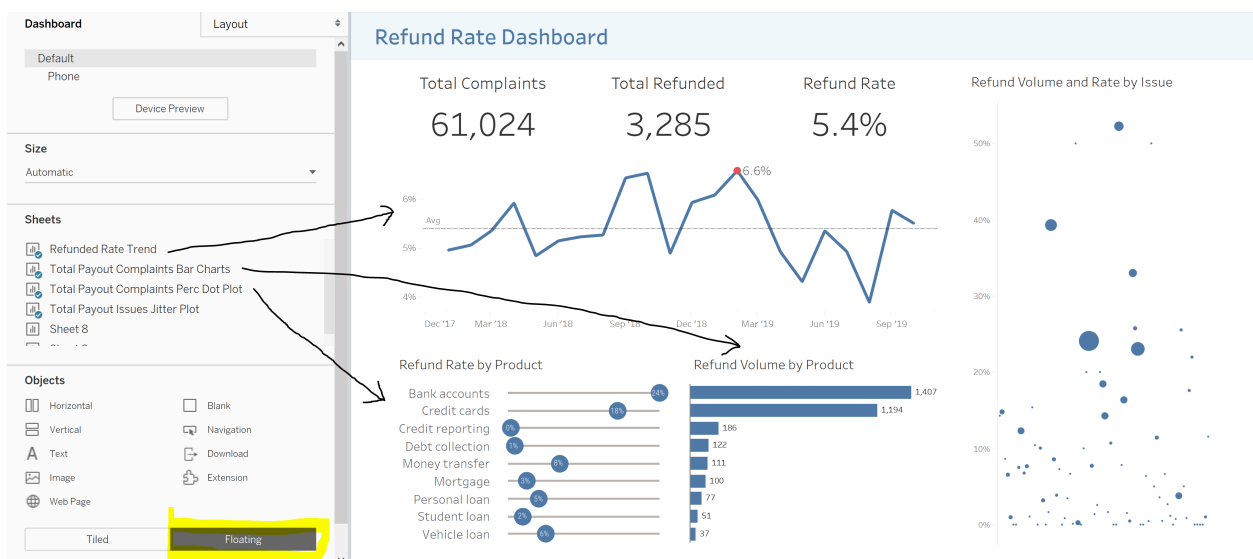 Dashboard
Layout
Default
Phone
Device Preview
Size
Automatic
Sheets
Refunded Rate Trend
Total Payout Complaints Bar Charts
Total Payout Complaints Perc Dot Plot
Total Payout Issues Jitter Plot
Sheet 8
Objects
Horizontal
Blank
Vertical
Navigation
A Text
Download
Image
Extension
Web Page
Tiled
Floating
Refund Rate Dashboard
Total Complaints
61,024
Total Refunded
3,285
Refund Rate
5.4%
6.6%
6%
Avg
5%
4%
Dec '17 Mar '18 Jun '18 Sep '18 Dec '18 Mar '19 Jun '19 Sep '19
Refund Rate by Product
Bank accounts 24%
Credit cards 18%
Credit reporting 0%
Debt collection 1%
Money transfer 8%
Mortgage 3%
Personal loan 5%
Student loan 2%
Vehicle loan 6%
Refund Volume by Product
1,407
1,194
186
122
111
100
77
51
37
Refund Volume and Rate by Issue
50%
40%
30%
20%
10%
0%